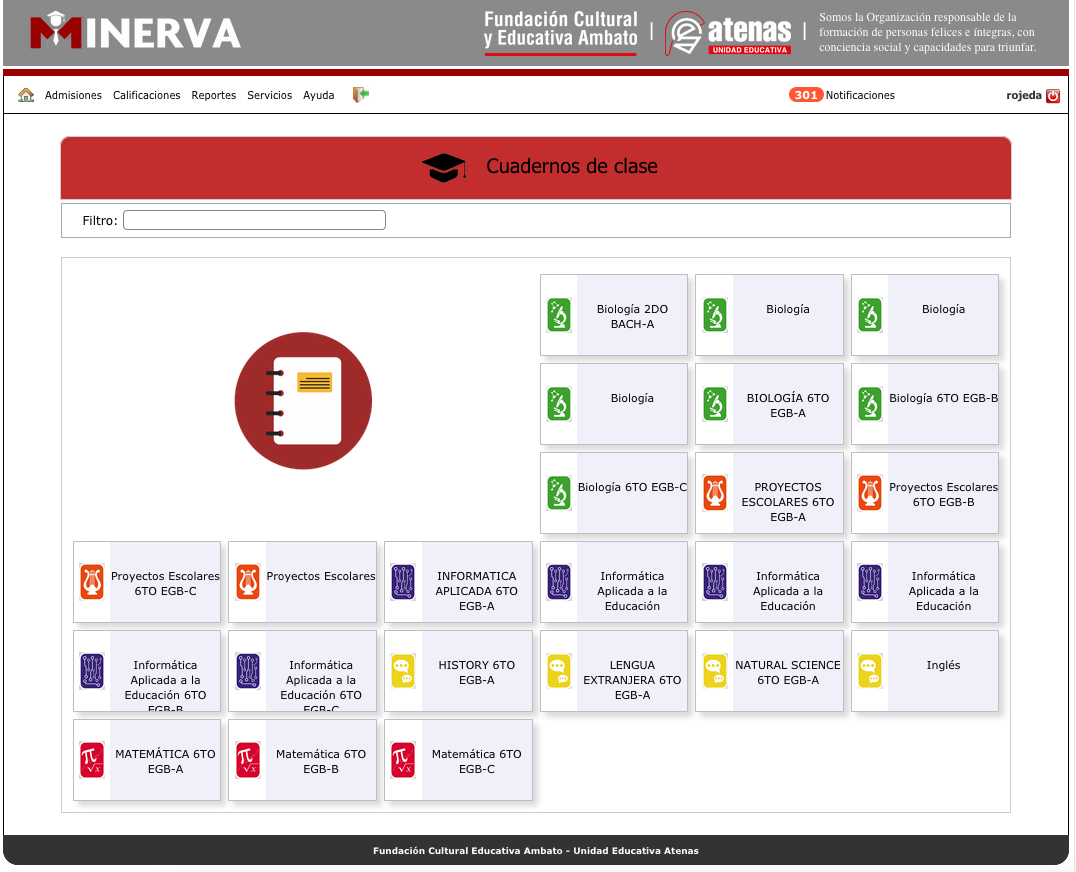 MINERVA
Fundación Cultural
y Educativa Ambato
atenas
UNIDAD EDUCATIVA
Somos la Organización responsable de la
formación de personas felices e íntegras, con
conciencia social y capacidades para triunfar.
Admisiones Calificaciones Reportes Servicios Ayuda
301 Notificaciones
rojeda
Cuadernos de clase
Filtro:
Biología 2DO
BACH-A
Biología
Biología
Biología
BIOLOGÍA 6TO
EGB-A
Biología 6TO EGB-B
Biología 6TO EGB-C
PROYECTOS
ESCOLARES 6TO
EGB-A
Proyectos Escolares
6TO EGB-B
Proyectos Escolares
6TO EGB-C
Proyectos Escolares
INFORMATICA
APLICADA 6TO
EGB-A
Informática
Aplicada a la
Educación
Informática
Aplicada a la
Educación
Informática
Aplicada a la
Educación
Informática
Aplicada a la
Educación 6TO
EGB-B
Informática
Aplicada a la
Educación 6TO
EGB-C
HISTORY 6TO
EGB-A
LENGUA
EXTRANJERA 6TO
EGB-A
NATURAL SCIENCE
6TO EGB-A
Inglés
MATEMÁTICA 6TO
EGB-A
Matemática 6TO
EGB-B
Matemática 6TO
EGB-C
Fundación Cultural Educativa Ambato - Unidad Educativa Atenas